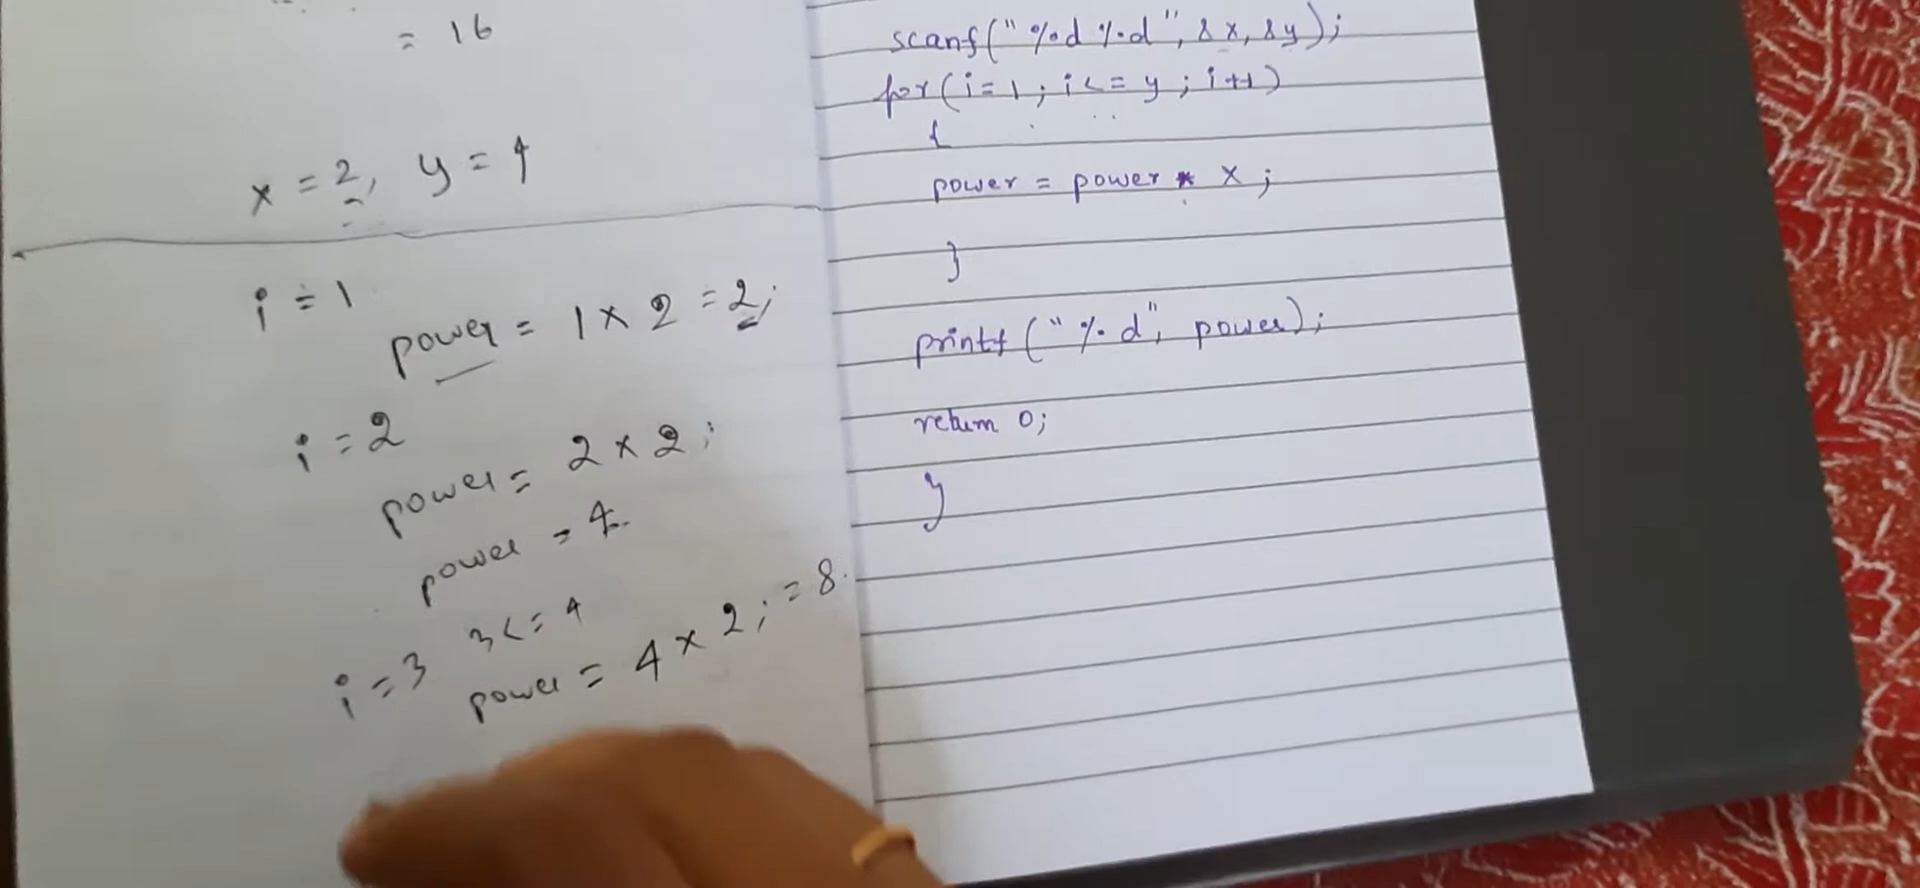 = 16
x = 2, y = 4
i = 1
power = 1 x 2 = 2;
i = 2
power = 2 x 2;
power = 4.
3 <= 4
i = 3
power = 4 x 2; = 8.
scanf("%d %d", &x, &y);
for(i=1; i<=y; i++)
{
power = power * x;
}
printf("%d", power);
return 0;
}